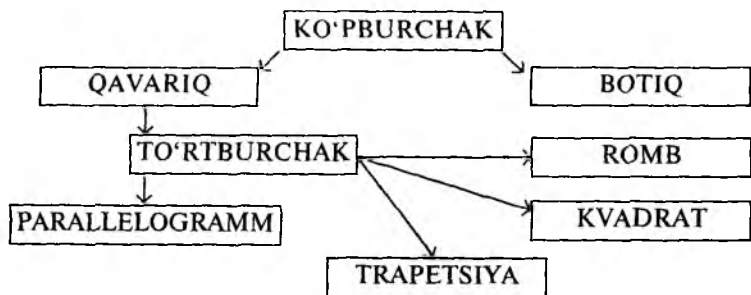 KO‘PBURCHAK
QAVARIQ
BOTIQ
TO‘RTBURCHAK
ROMB
PARALLELOGRAMM
KVADRAT
TRAPETSIYA